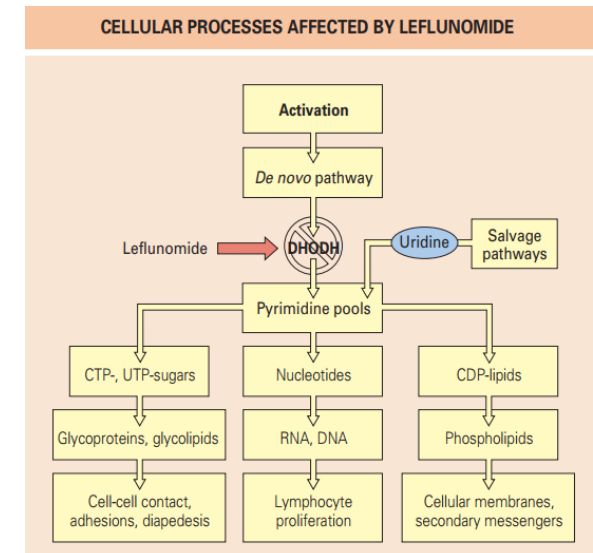 CELLULAR PROCESSES AFFECTED BY LEFLUNOMIDE
Activation
De novo pathway
Leflunomide
DHODH
Uridine
Salvage
pathways
Pyrimidine pools
CTP-, UTP-sugars
Nucleotides
CDP-lipids
Glycoproteins, glycolipids
RNA, DNA
Phospholipids
Cell-cell contact,
adhesions, diapedesis
Lymphocyte
proliferation
Cellular membranes,
secondary messengers